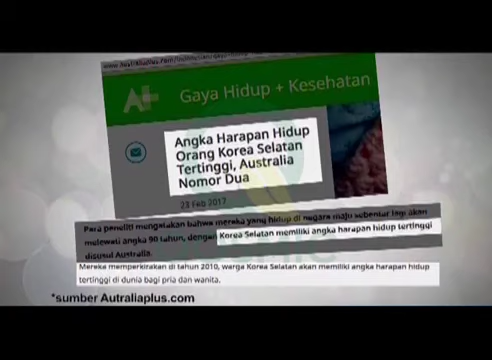 Gaya Hidup + Kesehatan
Angka Harapan Hidup
Orang Korea Selatan
Tertinggi, Australia
Nomor Dua
23 Feb 2017
Para peneliti mengatakan bahwa mereka yang hidup di negara maju sebentar lagi akan
melewati angka 90 tahun, dengan Korea Selatan memiliki angka harapan hidup tertinggi
disusul Australia.
Mereka memperkirakan di tahun 2010, warga Korea Selatan akan memiliki angka harapan hidup
tertinggi di dunia bagi pria dan wanita.
*sumber Autraliaplus.com